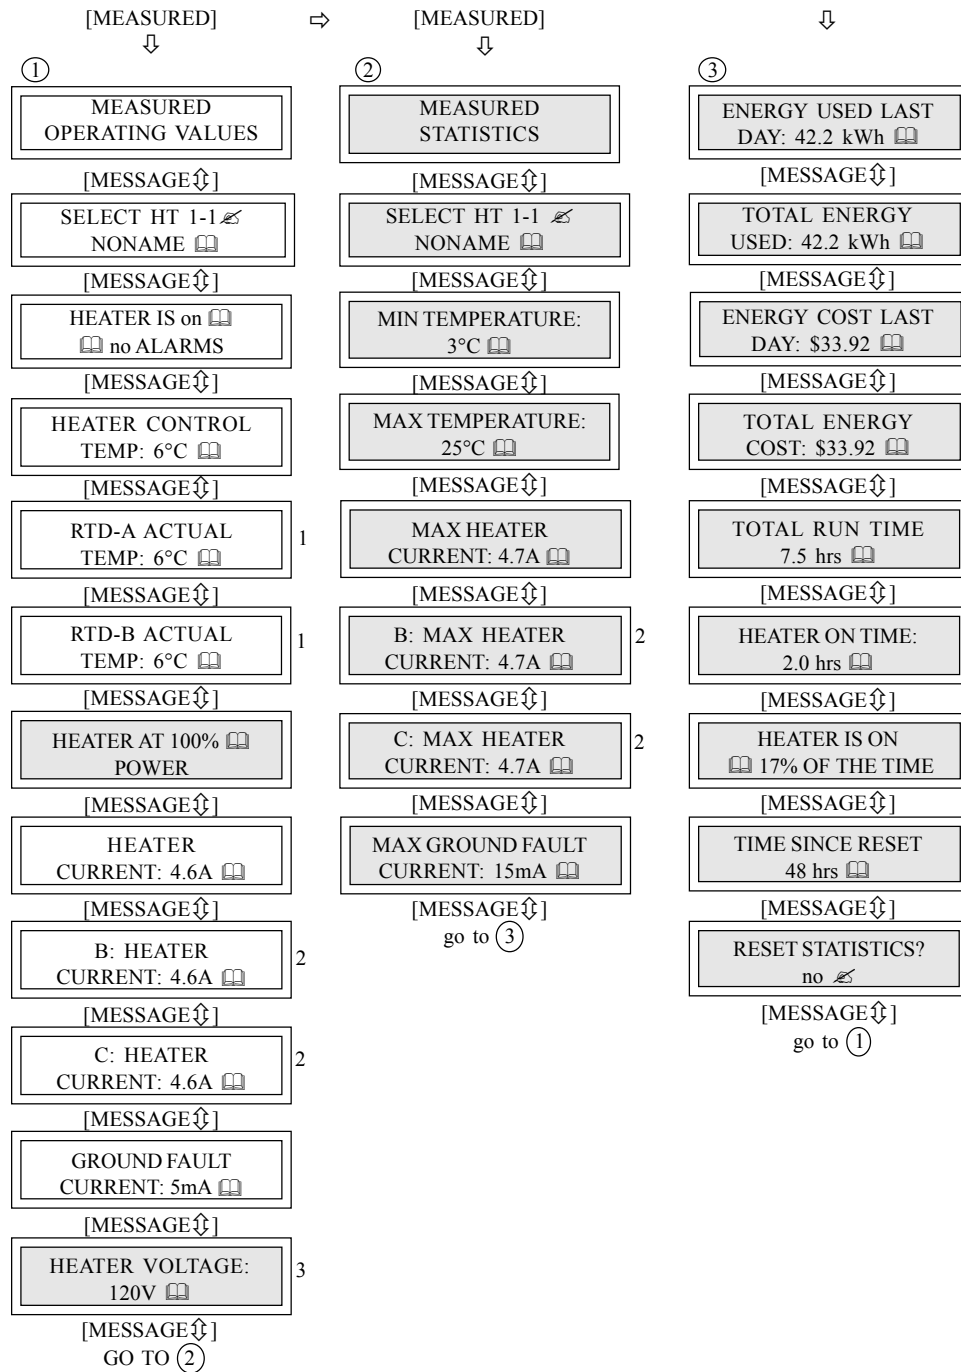 [MEASURED]
1
MEASURED
OPERATING VALUES
[MESSAGE⇕]
SELECT HT 1-1
NONAME
[MESSAGE⇕]
HEATER IS on
no ALARMS
[MESSAGE⇕]
HEATER CONTROL
TEMP: 6°C
[MESSAGE⇕]
RTD-A ACTUAL
TEMP: 6°C
1
[MESSAGE⇕]
RTD-B ACTUAL
TEMP: 6°C
1
[MESSAGE⇕]
HEATER AT 100%
POWER
[MESSAGE⇕]
HEATER
CURRENT: 4.6A
[MESSAGE⇕]
B: HEATER
CURRENT: 4.6A
2
[MESSAGE⇕]
C: HEATER
CURRENT: 4.6A
2
[MESSAGE⇕]
GROUND FAULT
CURRENT: 5mA
[MESSAGE⇕]
HEATER VOLTAGE:
120V
3
[MESSAGE⇕]
GO TO 2
[MEASURED]
2
MEASURED
STATISTICS
[MESSAGE⇕]
SELECT HT 1-1
NONAME
[MESSAGE⇕]
MIN TEMPERATURE:
3°C
[MESSAGE⇕]
MAX TEMPERATURE:
25°C
[MESSAGE⇕]
MAX HEATER
CURRENT: 4.7A
[MESSAGE⇕]
B: MAX HEATER
CURRENT: 4.7A
2
[MESSAGE⇕]
C: MAX HEATER
CURRENT: 4.7A
2
[MESSAGE⇕]
MAX GROUND FAULT
CURRENT: 15mA
[MESSAGE⇕]
go to 3
3
ENERGY USED LAST
DAY: 42.2 kWh
[MESSAGE⇕]
TOTAL ENERGY
USED: 42.2 kWh
[MESSAGE⇕]
ENERGY COST LAST
DAY: $33.92
[MESSAGE⇕]
TOTAL ENERGY
COST: $33.92
[MESSAGE⇕]
TOTAL RUN TIME
7.5 hrs
[MESSAGE⇕]
HEATER ON TIME:
2.0 hrs
[MESSAGE⇕]
HEATER IS ON
17% OF THE TIME
[MESSAGE⇕]
TIME SINCE RESET
48 hrs
[MESSAGE⇕]
RESET STATISTICS?
no
[MESSAGE⇕]
go to 1